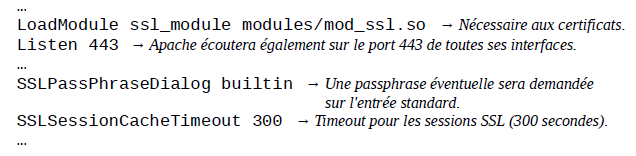 …
LoadModule ssl_module modules/mod_ssl.so → Nécessaire aux certificats.
Listen 443 → Apache écoutera également sur le port 443 de toutes ses interfaces.
…
SSLPassPhraseDialog builtin → Une passphrase éventuelle sera demandée
sur l'entrée standard.
SSLSessionCacheTimeout 300 → Timeout pour les sessions SSL (300 secondes).
…